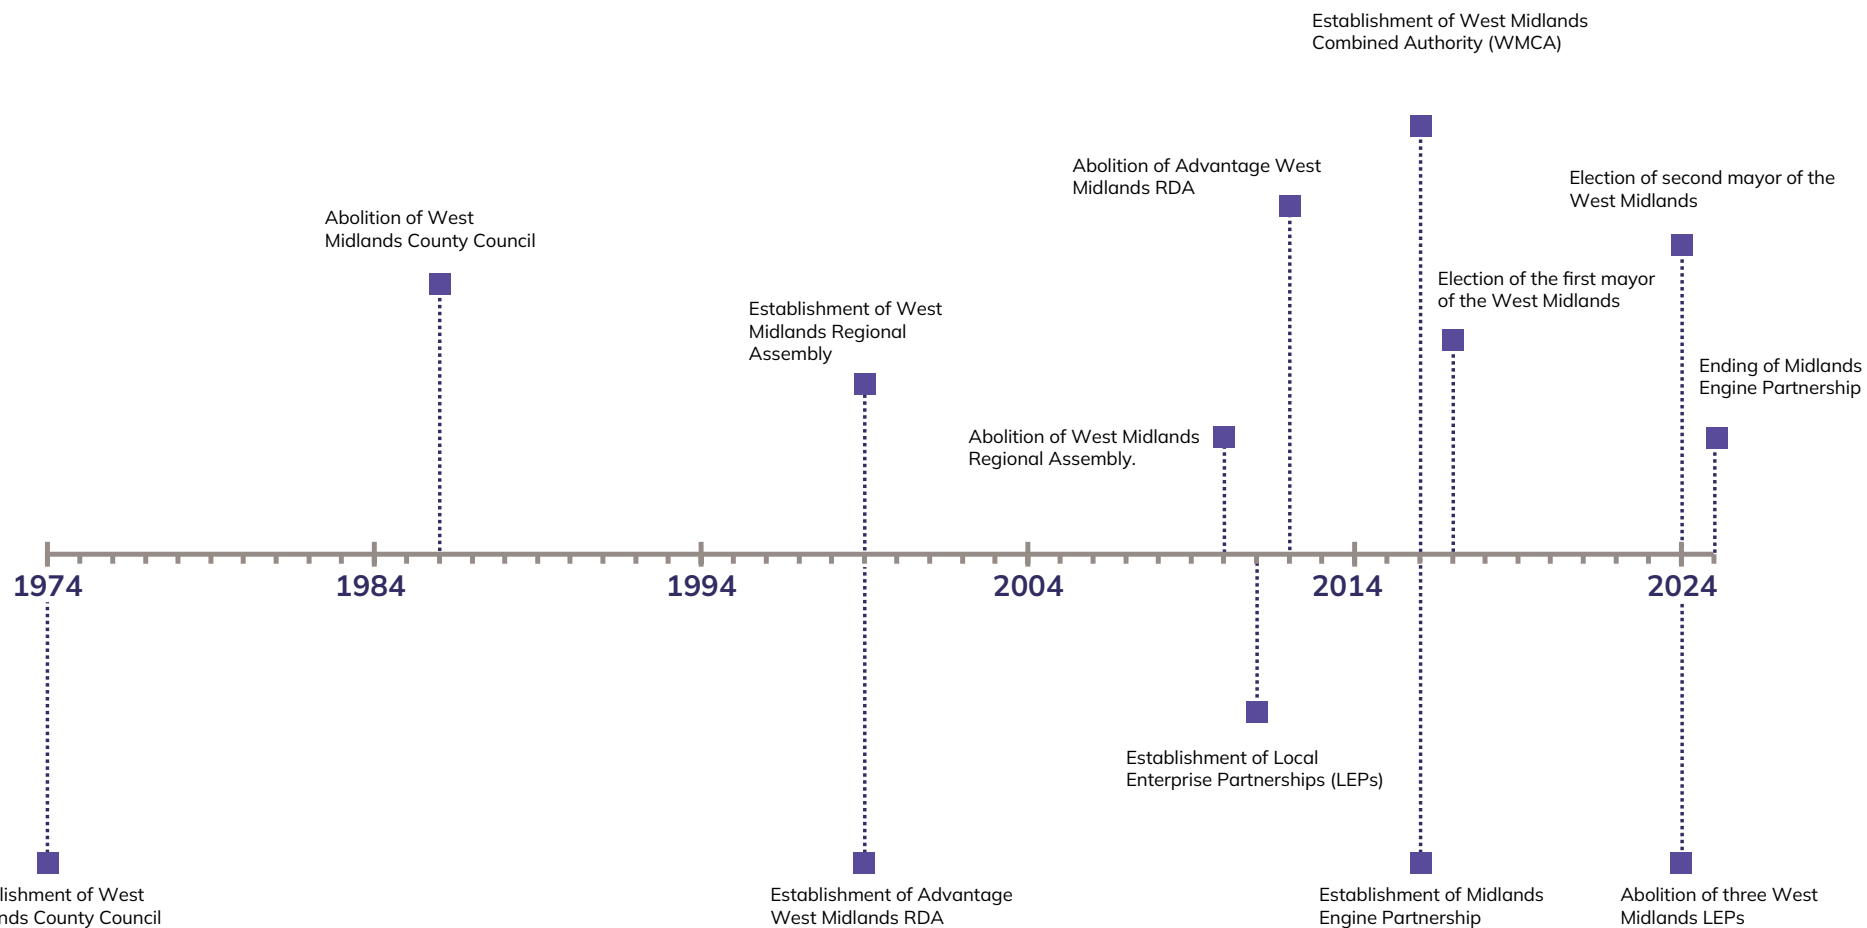 Establishment of West Midlands
Combined Authority (WMCA)
Abolition of Advantage West
Midlands RDA
Election of second mayor of the
West Midlands
Abolition of West
Midlands County Council
Election of the first mayor
of the West Midlands
Establishment of West
Midlands Regional
Assembly
Ending of Midlands
Engine Partnership
Abolition of West Midlands
Regional Assembly.
1974
1984
1994
2004
2014
2024
Establishment of Local
Enterprise Partnerships (LEPs)
lishment of West
nds County Council
Establishment of Advantage
West Midlands RDA
Establishment of Midlands
Engine Partnership
Abolition of three West
Midlands LEPs